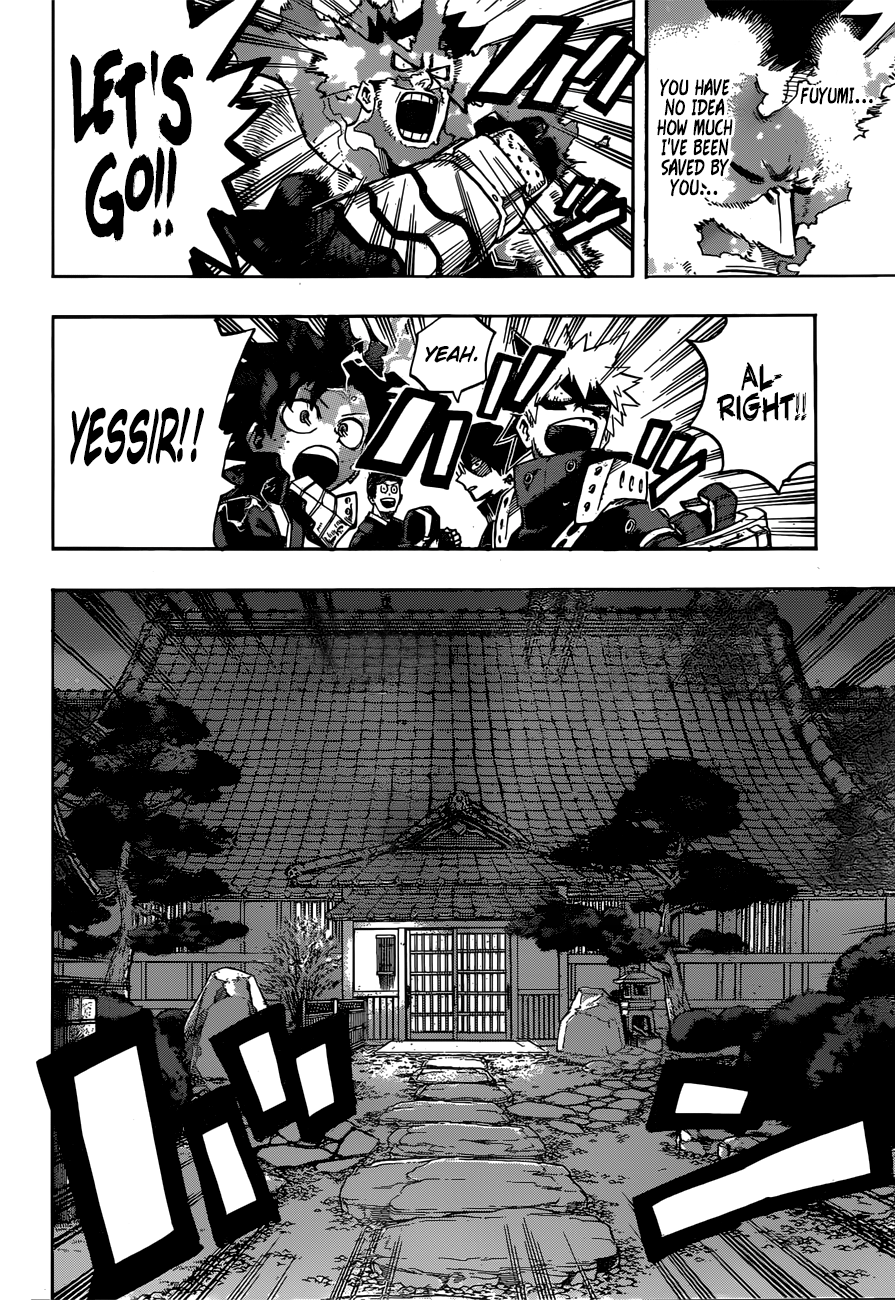 FUYUMI...
YOU HAVE
NO IDEA
HOW MUCH
I'VE BEEN
SAVED BY
YOU...
LET'S
GO!!
AL-
RIGHT!!
YEAH.
YESSIR!!